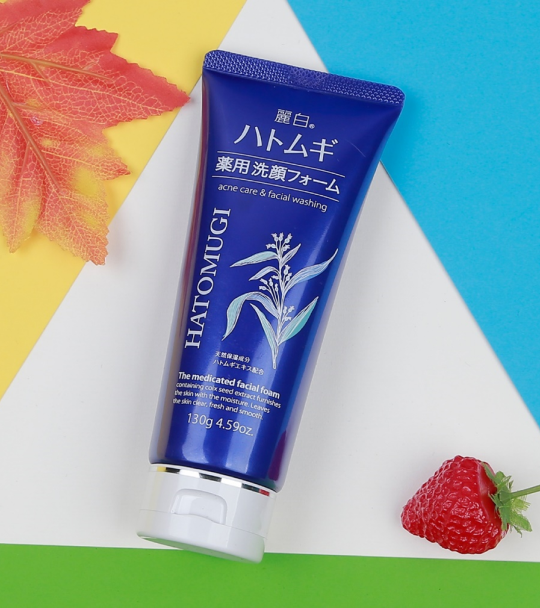 麗白®
ハトムギ
薬用 洗顔フォーム
acne care & facial washing
HATOMUGI
天然保湿成分
ハトムギエキス配合
The medicated facial foam
containing coix seed extract furnishes
the skin with the moisture. Leaves
the skin clear, fresh and smooth.
130g 4.59oz.